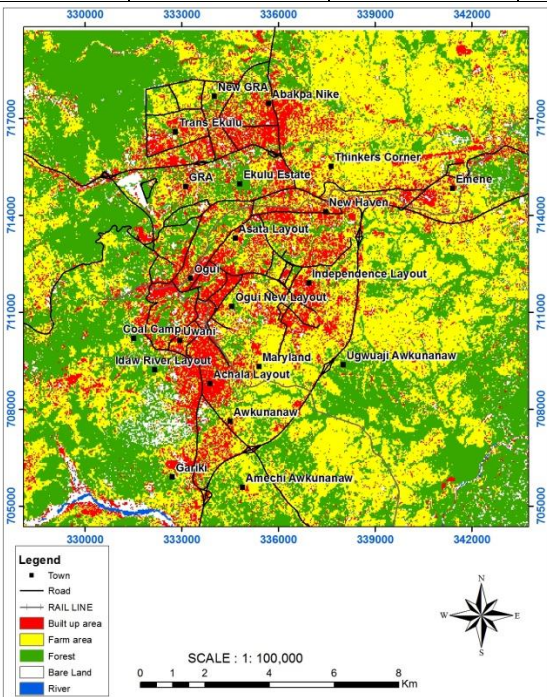 330000 333000 336000 339000 342000
717000 717000
714000 714000
711000 711000
708000 708000
705000 705000
New GRA
Abakpa Nike
Trans Ekulu
Thinkers Corner
GRA
Ekulu Estate
Emene
New Haven
Asata Layout
Ogui
Independence Layout
Ogui New Layout
Coal Camp
Uwani
Idaw River Layout
Maryland
Ugwuaji Awkunanaw
Achala Layout
Awkunanaw
Gariki
Amechi Awkunanaw
330000 333000 336000 339000 342000
Legend
Town
Road
RAIL LINE
Built up area
Farm area
Forest
Bare Land
River
N
W E
S
SCALE : 1: 100,000
0 1 2 4 6 8
Km